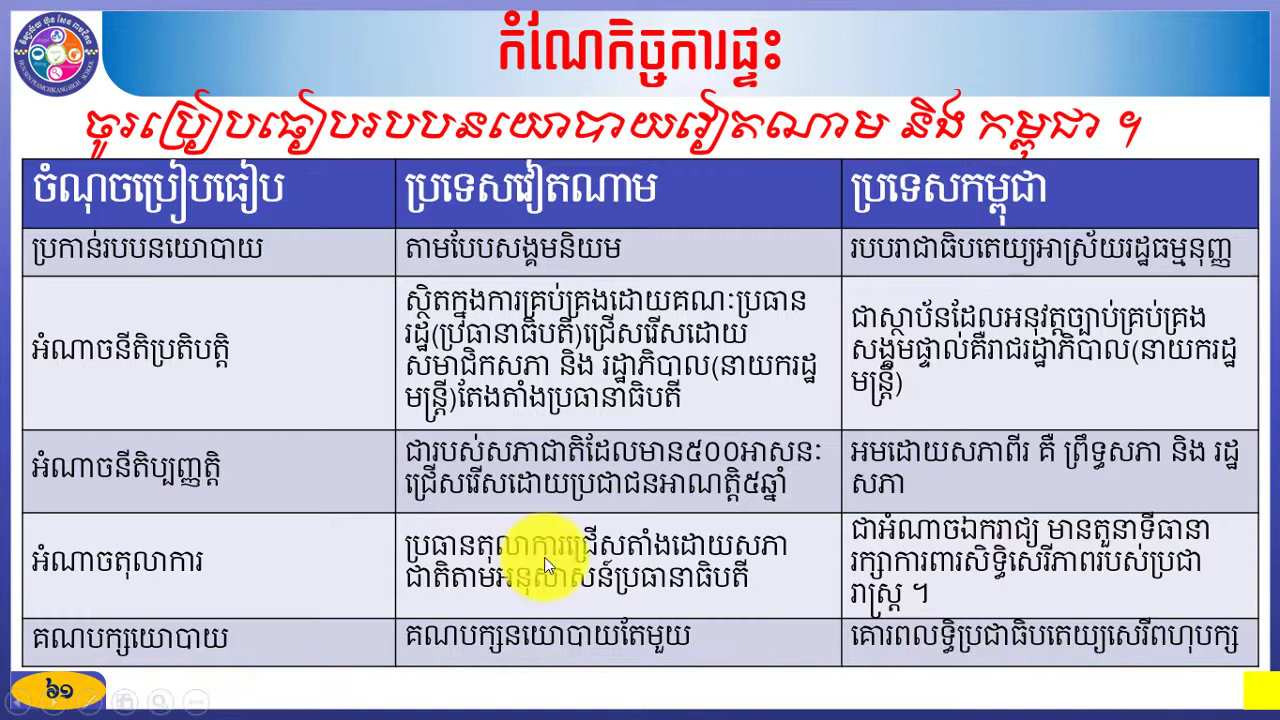 កំណែកិច្ចការផ្ទះ
ចូរប្រៀបធៀបរបបនយោបាយវៀតណាម និង កម្ពុជា ។
ចំណុចប្រៀបធៀប
ប្រទេសវៀតណាម
ប្រទេសកម្ពុជា
ប្រកាន់របបនយោបាយ
តាមបែបសង្គមនិយម
របបរាជាធិបតេយ្យអាស្រ័យរដ្ឋធម្មនុញ្ញ
អំណាចនីតិប្រតិបត្តិ
ស្ថិតក្នុងការគ្រប់គ្រងដោយគណៈប្រធាន
រដ្ឋ(ប្រធានាធិបតី)ជ្រើសរើសដោយ
សមាជិកសភា និង រដ្ឋាភិបាល(នាយករដ្ឋ
មន្ត្រី)តែងតាំងប្រធានាធិបតី
ជាស្ថាប័នដែលអនុវត្តច្បាប់គ្រប់គ្រង
សង្គមផ្ទាល់គឺរាជរដ្ឋាភិបាល(នាយករដ្ឋ
មន្ត្រី)
អំណាចនីតិប្បញ្ញត្តិ
ជារបស់សភាជាតិដែលមាន៥០០អាសនៈ
ជ្រើសរើសដោយប្រជាជនអាណត្តិ៥ឆ្នាំ
អមដោយសភាពីរ គឺ ព្រឹទ្ធសភា និង រដ្ឋ
សភា
អំណាចតុលាការ
ប្រធានតុលាការជ្រើសតាំងដោយសភា
ជាតិតាមអនុសាសន៍ប្រធានាធិបតី
ជាអំណាចឯករាជ្យ មានតួនាទីធានា
រក្សាការពារសិទ្ធិសេរីភាពរបស់ប្រជា
រាស្ត្រ ។
គណបក្សយោបាយ
គណបក្សនយោបាយតែមួយ
គោរពលទ្ធិប្រជាធិបតេយ្យសេរីពហុបក្ស
៦១